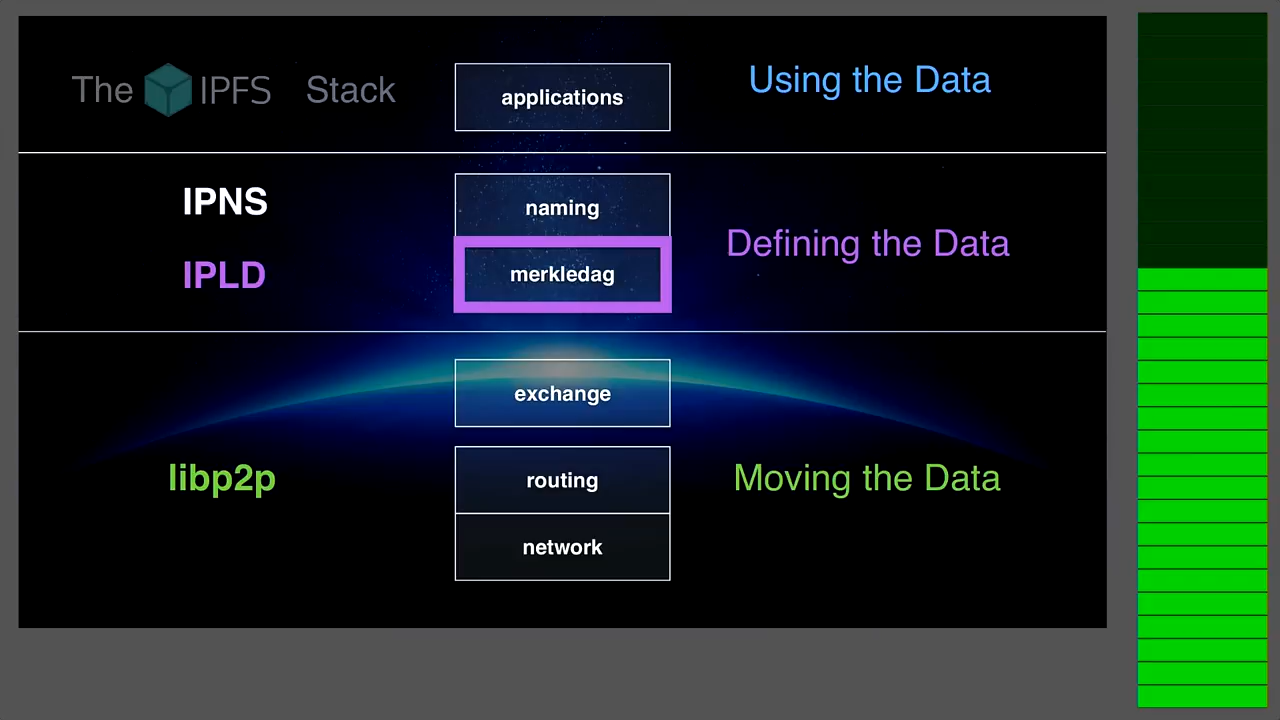 The IPFS Stack
applications
Using the Data
IPNS
naming
Defining the Data
IPLD
merkledag
exchange
libp2p
routing
Moving the Data
network